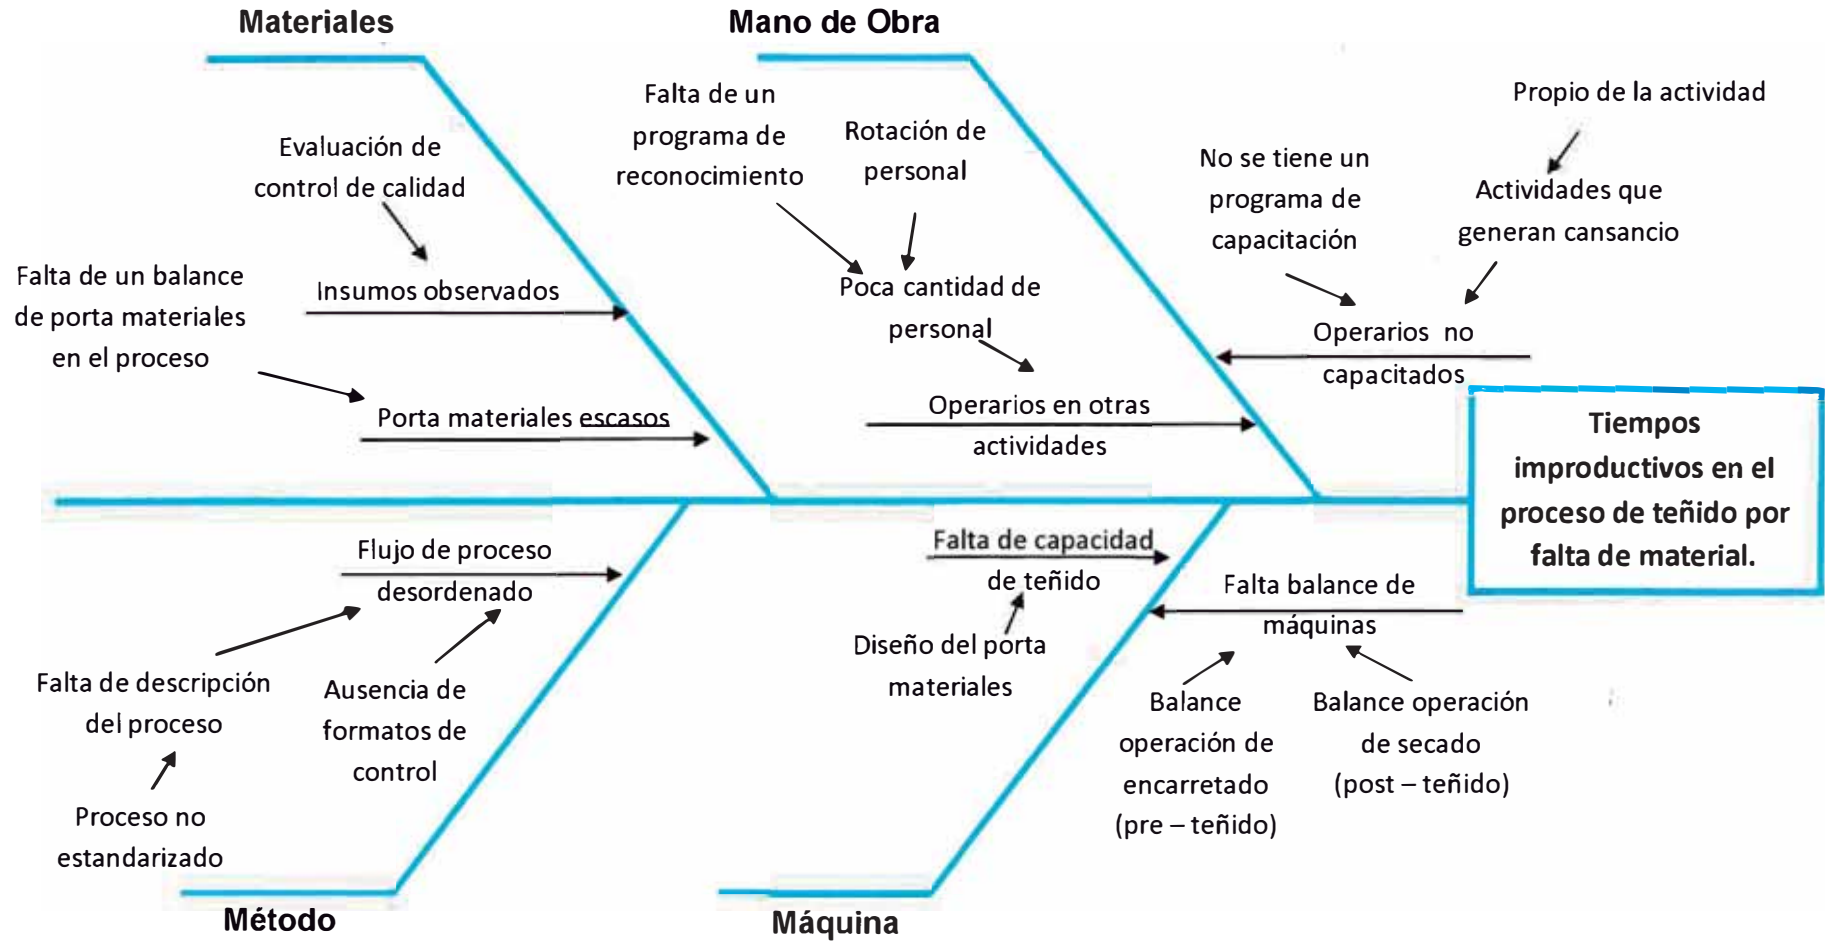 Materiales
Mano de Obra
Evaluación de
control de calidad
Insumos observados
Falta de un balance
de porta materiales
en el proceso
Porta materiales escasos
Falta de un
programa de
reconocimiento
Rotación de
personal
Poca cantidad de
personal
Operarios en otras
actividades
No se tiene un
programa de
capacitación
Propio de la actividad
Actividades que
generan cansancio
Operarios no
capacitados
Tiempos
improductivos en el
proceso de teñido por
falta de material.
Flujo de proceso
desordenado
Falta de descripción
del proceso
Proceso no
estandarizado
Ausencia de
formatos de
control
Falta de capacidad
de teñido
Diseño del porta
materiales
Falta balance de
máquinas
Balance
operación de
encarretado
(pre – teñido)
Balance operación
de secado
(post – teñido)
Método
Máquina